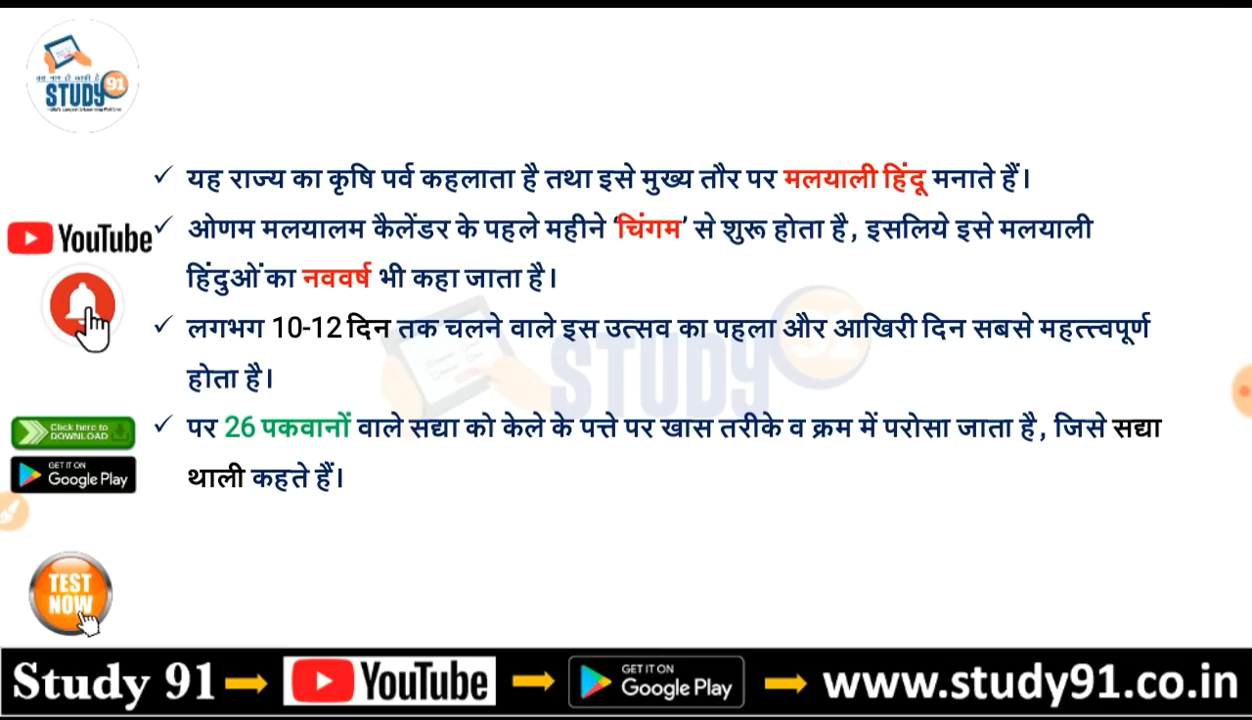 STUDY 91
यह राज्य का कृषि पर्व कहलाता है तथा इसे मुख्य तौर पर मलयाली हिंदू मनाते हैं।
ओणम मलयालम कैलेंडर के पहले महीने ‘चिंगम’ से शुरू होता है, इसलिये इसे मलयाली
YouTube
हिंदुओं का नववर्ष भी कहा जाता है।
लगभग 10-12 दिन तक चलने वाले इस उत्सव का पहला और आखिरी दिन सबसे महत्त्वपूर्ण
होता है।
STUDY 91
पर 26 पकवानों वाले सद्या को केले के पत्ते पर खास तरीके व क्रम में परोसा जाता है, जिसे सद्या
थाली कहते हैं।
Click here to
DOWNLOAD
GET IT ON
Google Play
TEST
NOW
Study 91 YouTube GET IT ON Google Play www.study91.co.in